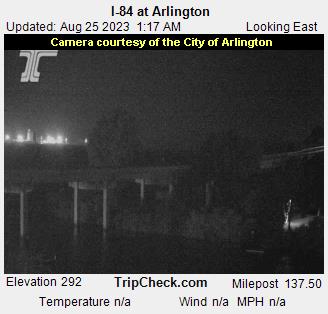 I-84 at Arlington
Updated: Aug 25 2023 1:17 AM Looking East
Camera courtesy of the City of Arlington
Elevation 292 TripCheck.com Milepost 137.50
Temperature n/a Wind n/a MPH n/a